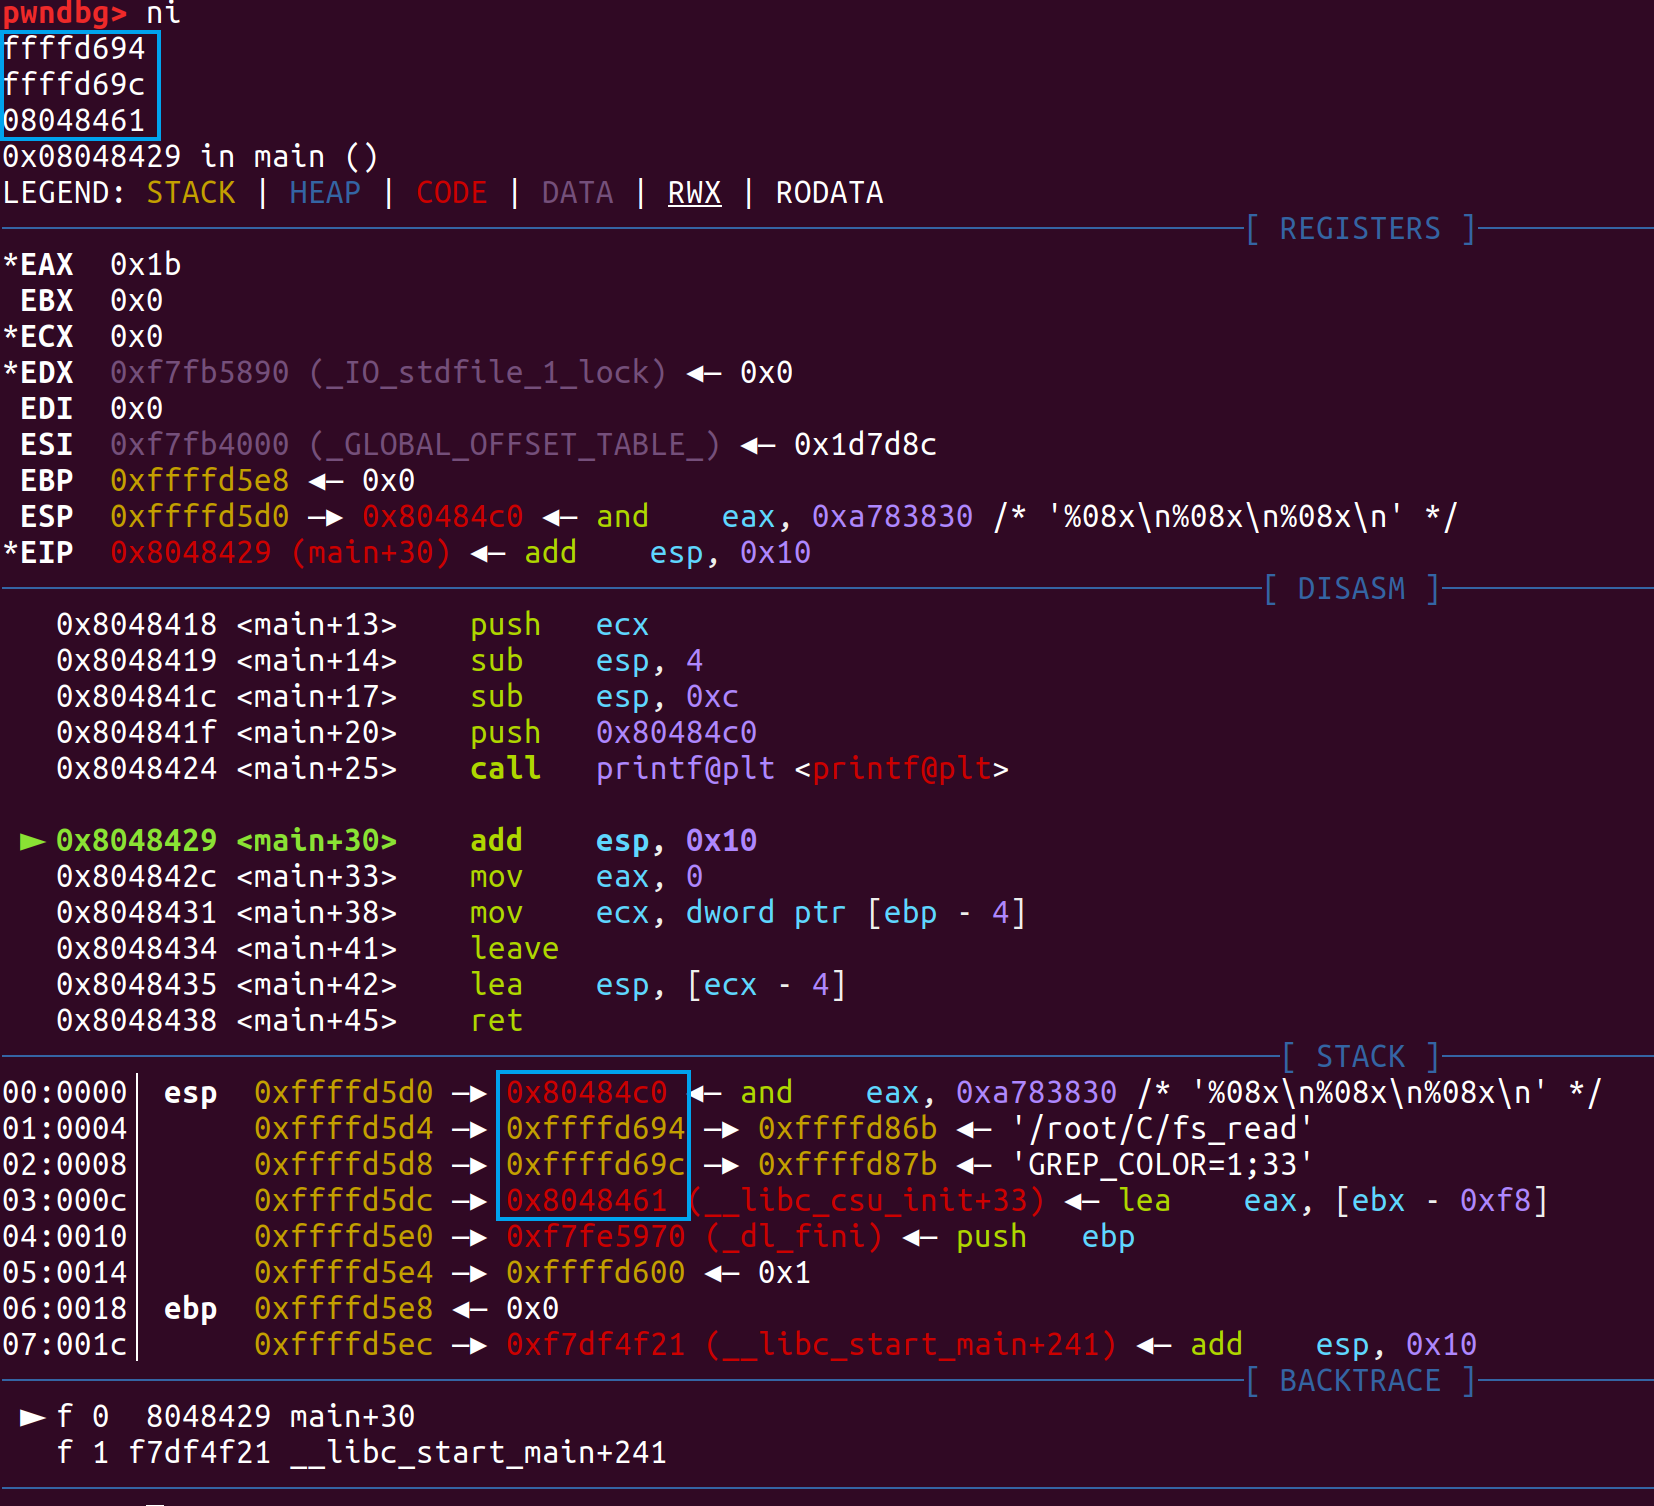 pwndbg> ni
ffffd694
ffffd69c
08048461
0x08048429 in main ()
LEGEND: STACK | HEAP | CODE | DATA | RWX | RODATA
[ REGISTERS ]
*EAX  0x1b
 EBX  0x0
*ECX  0x0
*EDX  0xf7fb5890 (_IO_stdfile_1_lock) ◂— 0x0
 EDI  0x0
 ESI  0xf7fb4000 (_GLOBAL_OFFSET_TABLE_) ◂— 0x1d7d8c
 EBP  0xffffd5e8 ◂— 0x0
 ESP  0xffffd5d0 —▸ 0x80484c0 ◂— and    eax, 0xa783830 /* '%08x\n%08x\n%08x\n' */
*EIP  0x8048429 (main+30) ◂— add    esp, 0x10
[ DISASM ]
   0x8048418 <main+13>    push   ecx
   0x8048419 <main+14>    sub    esp, 4
   0x804841c <main+17>    sub    esp, 0xc
   0x804841f <main+20>    push   0x80484c0
   0x8048424 <main+25>    call   printf@plt <printf@plt>
 ► 0x8048429 <main+30>    add    esp, 0x10
   0x804842c <main+33>    mov    eax, 0
   0x8048431 <main+38>    mov    ecx, dword ptr [ebp - 4]
   0x8048434 <main+41>    leave
   0x8048435 <main+42>    lea    esp, [ecx - 4]
   0x8048438 <main+45>    ret
[ STACK ]
00:0000│ esp  0xffffd5d0 —▸ 0x80484c0 ◂— and    eax, 0xa783830 /* '%08x\n%08x\n%08x\n' */
01:0004│      0xffffd5d4 —▸ 0xffffd694 —▸ 0xffffd86b ◂— '/root/C/fs_read'
02:0008│      0xffffd5d8 —▸ 0xffffd69c —▸ 0xffffd87b ◂— 'GREP_COLOR=1;33'
03:000c│      0xffffd5dc —▸ 0x8048461 (__libc_csu_init+33) ◂— lea    eax, [ebx - 0xf8]
04:0010│      0xffffd5e0 —▸ 0xf7fe5970 (_dl_fini) ◂— push   ebp
05:0014│      0xffffd5e4 —▸ 0xffffd600 ◂— 0x1
06:0018│ ebp  0xffffd5e8 ◂— 0x0
07:001c│      0xffffd5ec —▸ 0xf7df4f21 (__libc_start_main+241) ◂— add    esp, 0x10
[ BACKTRACE ]
 ► f 0  8048429 main+30
   f 1 f7df4f21 __libc_start_main+241